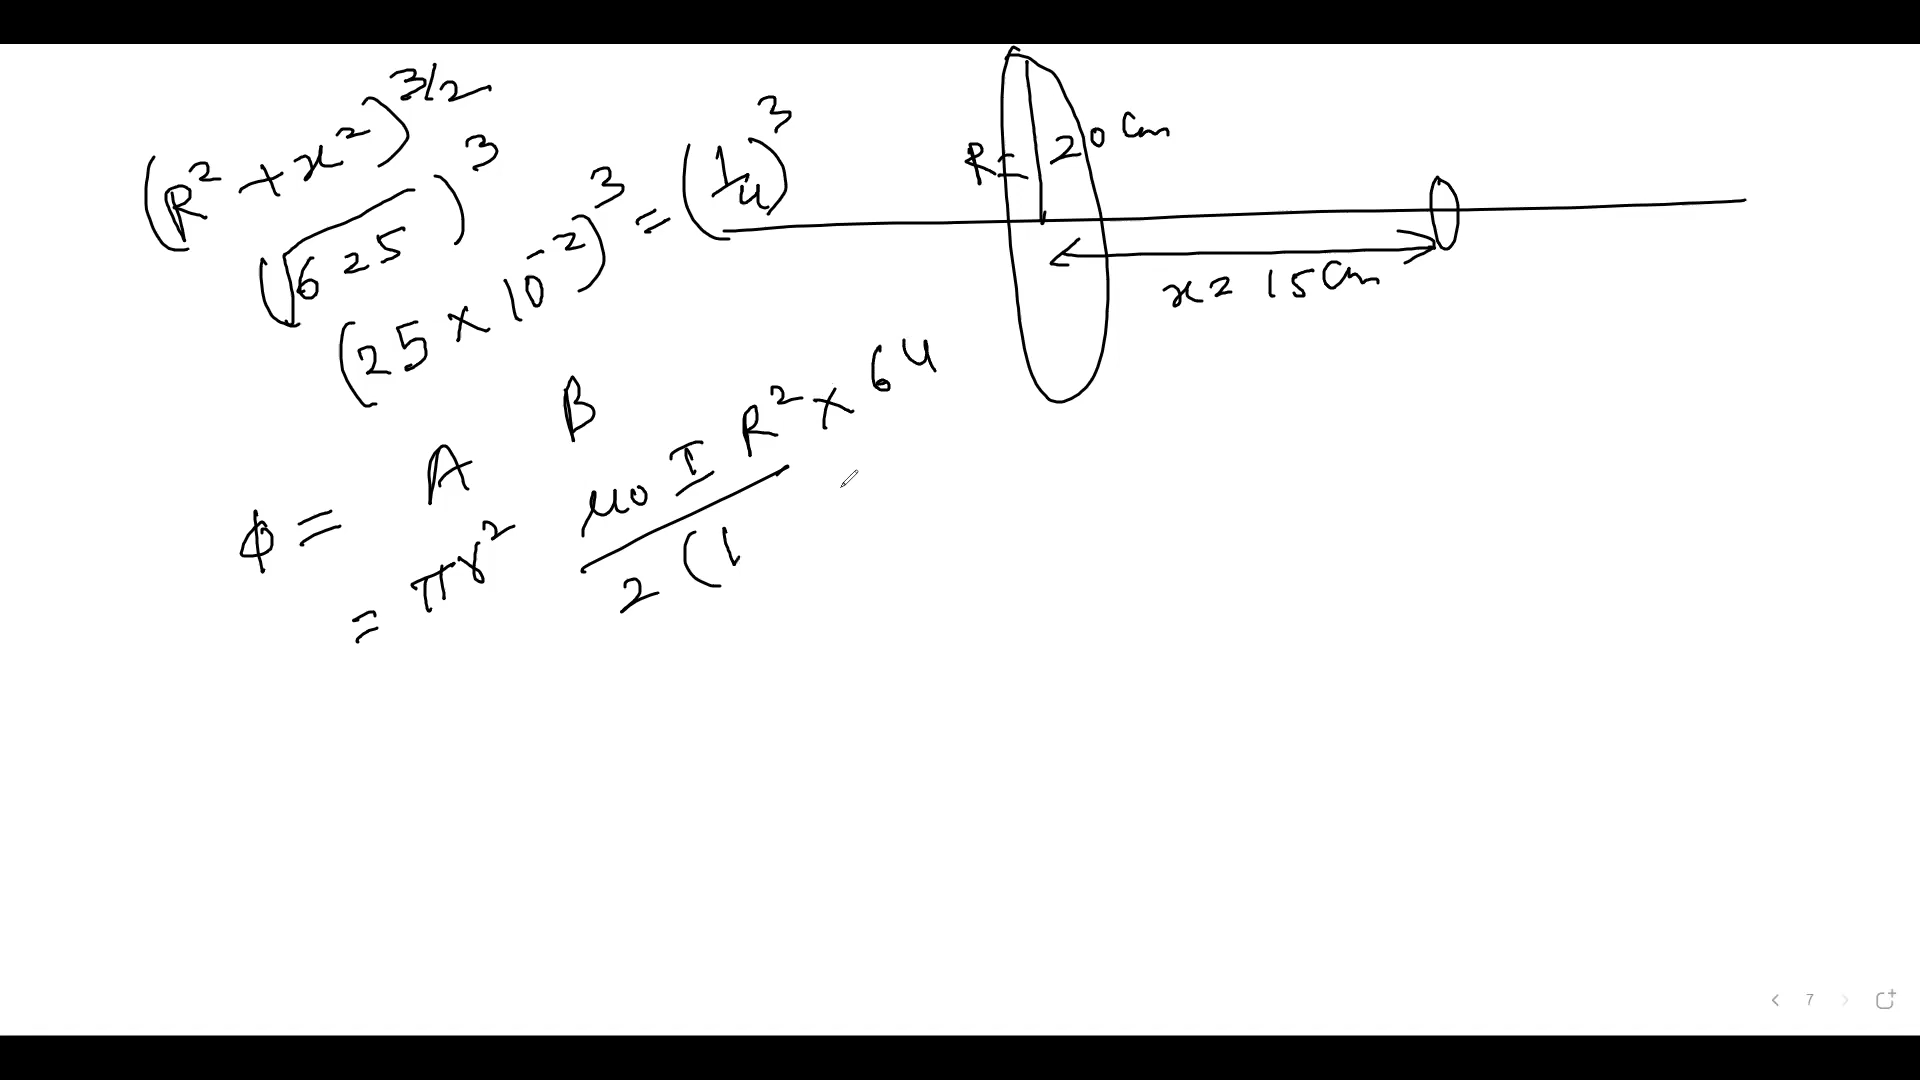 (R² + x²)^3/2
(√625)³
(25 × 10^-2)³ = (1/4)³
R = 20 cm
x = 15 cm
φ = A B
= πr² μ0 I R² × 64 / 2 (1
7